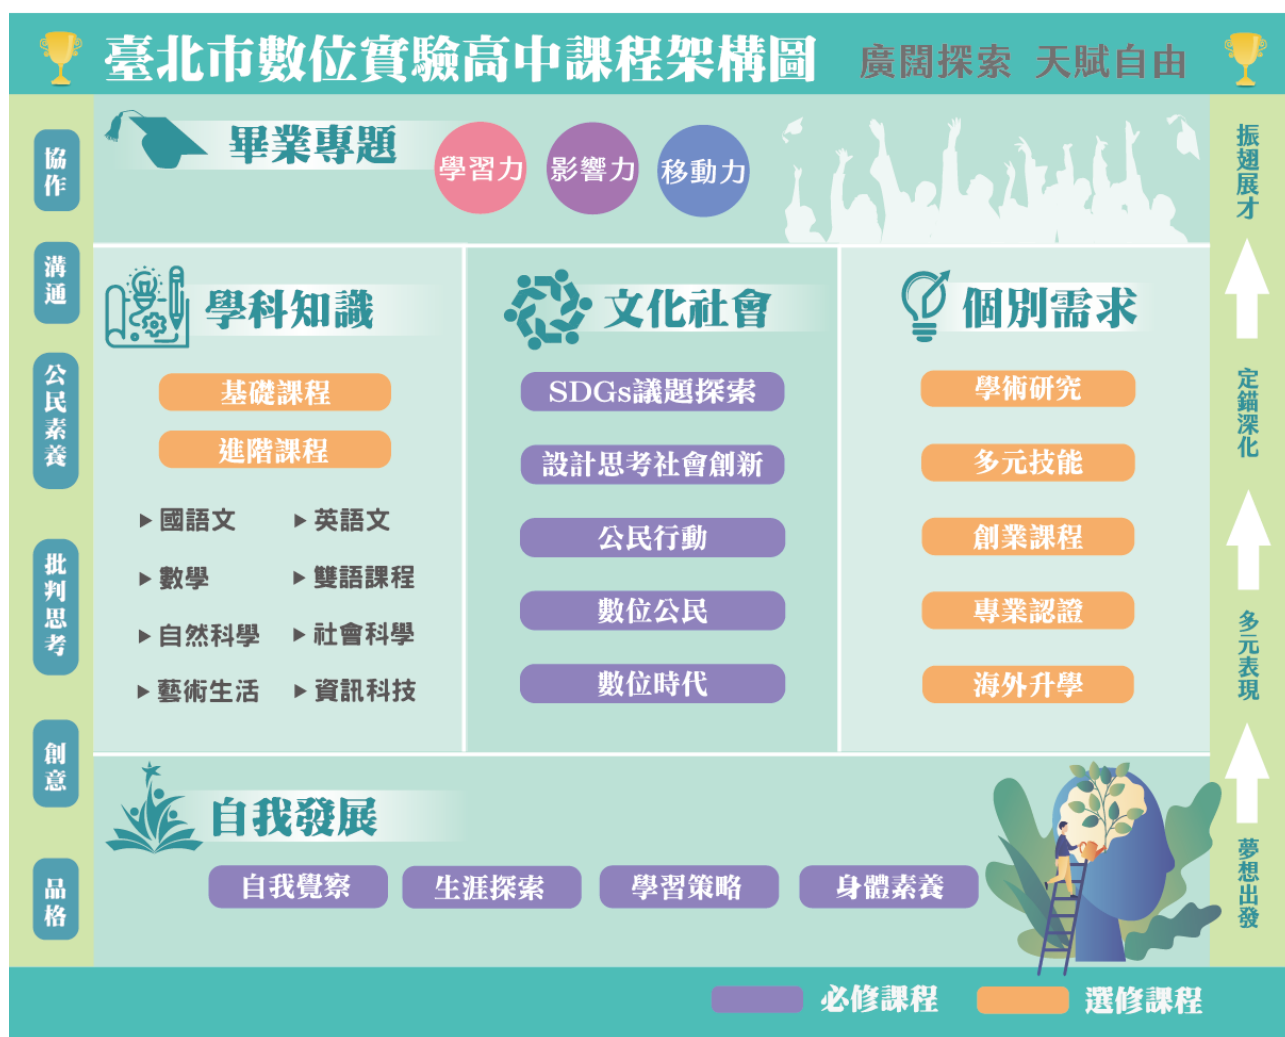 臺北市數位實驗高中課程架構圖 廣闊探索 天賦自由
協作
溝通
公民素養
批判思考
創意
品格
畢業專題
學習力 影響力 移動力
學科知識
基礎課程
進階課程
▶國語文 ▶英語文
▶數學 ▶雙語課程
▶自然科學 ▶社會科學
▶藝術生活 ▶資訊科技
文化社會
SDGs議題探索
設計思考社會創新
公民行動
數位公民
數位時代
個別需求
學術研究
多元技能
創業課程
專業認證
海外升學
自我發展
自我覺察 生涯探索 學習策略 身體素養
振翅展才
定錨深化
多元表現
夢想出發
必修課程 選修課程